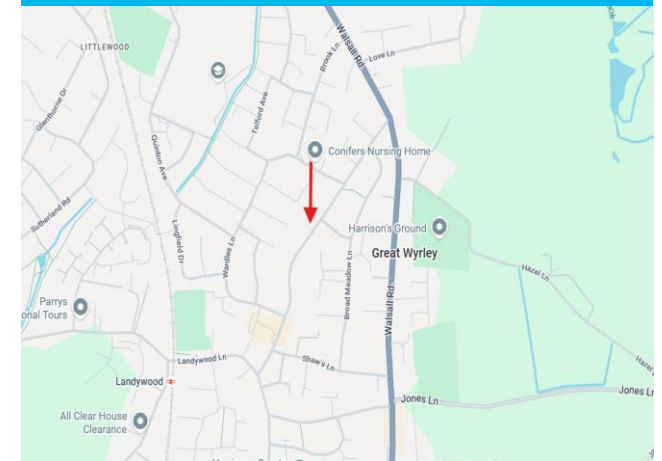 LITTLEWOOD
Walsall Rd
Brook Ln
Love Ln
Telford Ave
Glenthorne Dr
Quinton Ave
Conifers Nursing Home
Sutherland Rd
Lingfield Dr
Wardles Ln
Harrison's Ground
Great Wyrley
Broad Meadow Ln
Hazel Ln
Walsall Rd
Parrys
onal Tours
Landywood Ln
Shaw's Ln
Landywood
Jones Ln
Jones Ln
All Clear House
Clearance